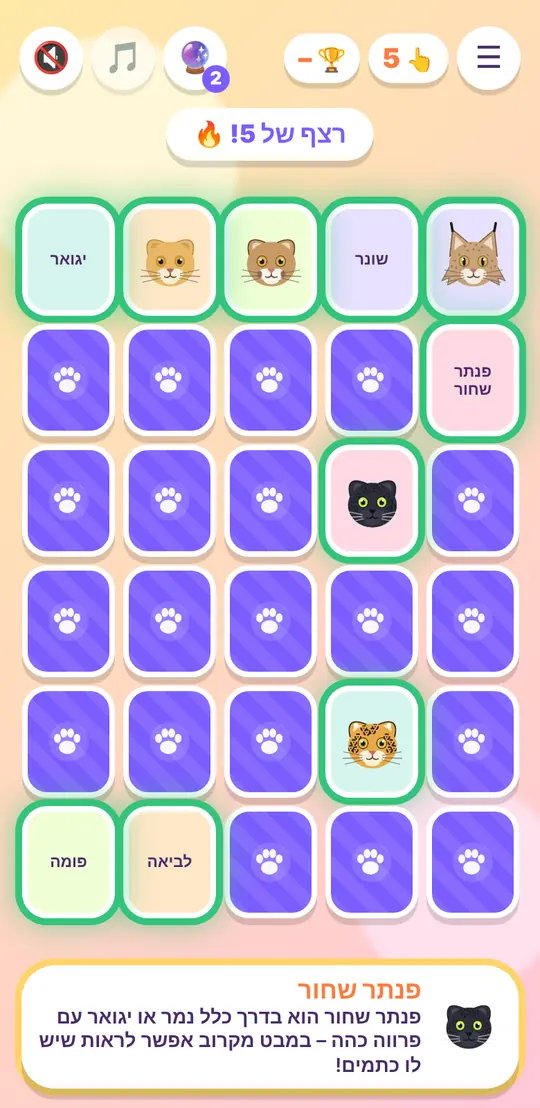 2
–
5
רצף של 5!
יגואר
שונר
פנתר
שחור
פומה
לביאה
פנתר שחור
פנתר שחור הוא בדרך כלל נמר או יגואר עם
פרווה כהה – במבט מקרוב אפשר לראות שיש
לו כתמים!